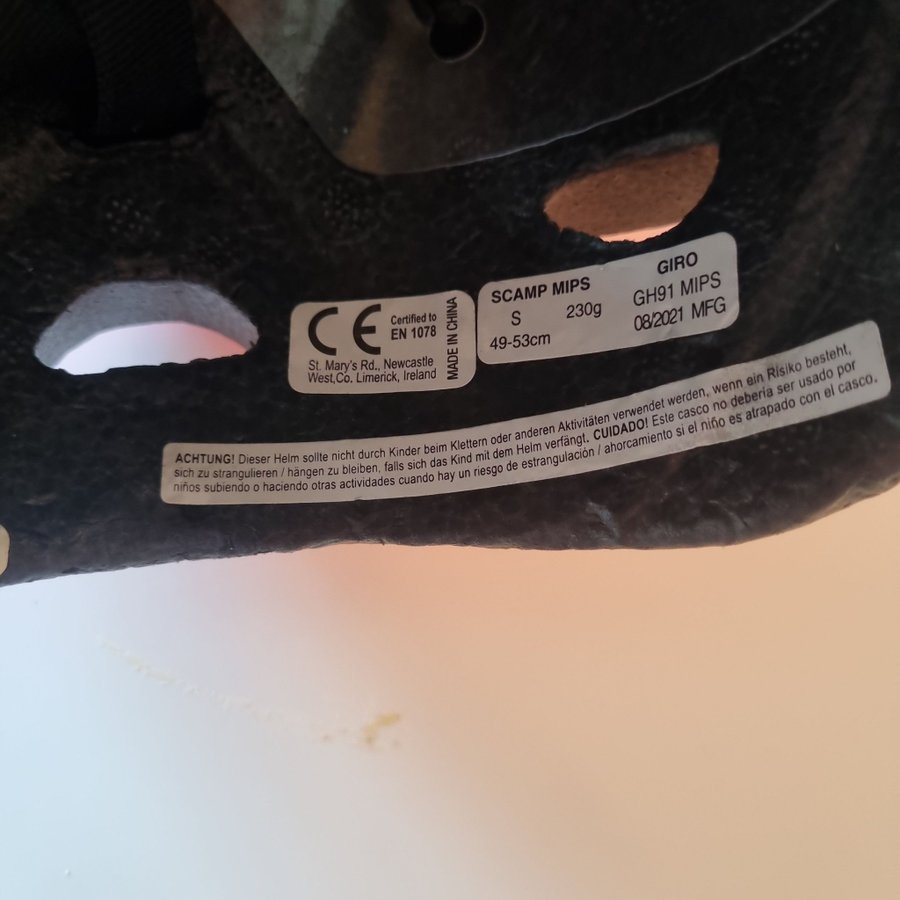 CE
Certified to
EN 1078
St. Mary's Rd., Newcastle
West,Co. Limerick, Ireland
MADE IN CHINA
SCAMP MIPS
S
230g
49-53cm
GIRO
GH91 MIPS
08/2021 MFG
ACHTUNG! Dieser Helm sollte nicht durch Kinder beim Klettern oder anderen Aktivitäten verwendet werden, wenn ein Risiko besteht,
sich zu strangulieren / hängen zu bleiben, falls sich das Kind mit dem Helm verfängt. CUIDADO! Este casco no debería ser usado por
niños subiendo o haciendo otras actividades cuando hay un riesgo de estrangulación / ahorcamiento si el niño es atrapado con el casco.